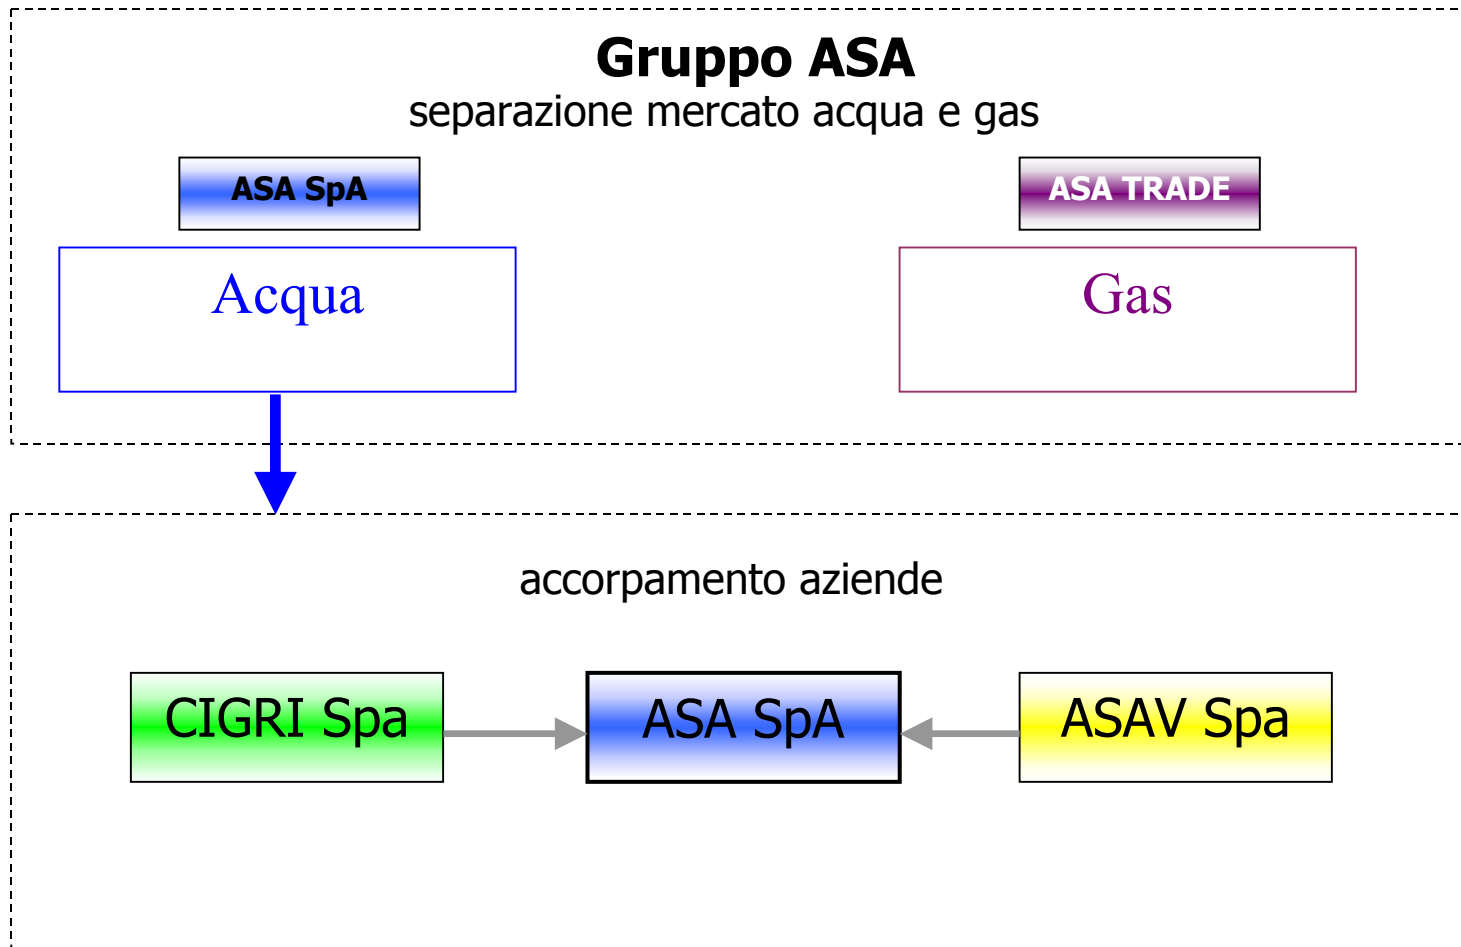 Gruppo ASA
separazione mercato acqua e gas
ASA SpA
ASA TRADE
Acqua
Gas
accorpamento aziende
CIGRI Spa
ASA SpA
ASAV Spa